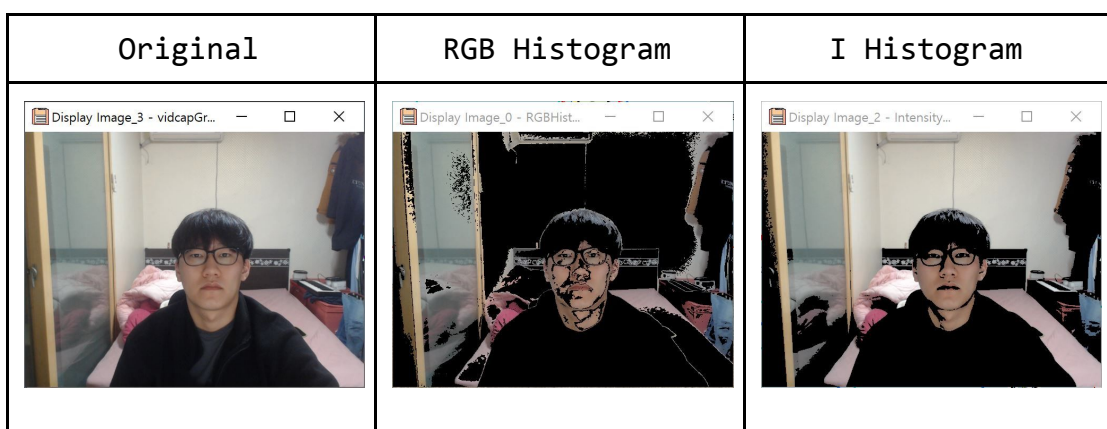 Original
RGB Histogram
I Histogram
Display Image_3 - vidcapGr...
Display Image_0 - RGBHist...
Display Image_2 - Intensity...